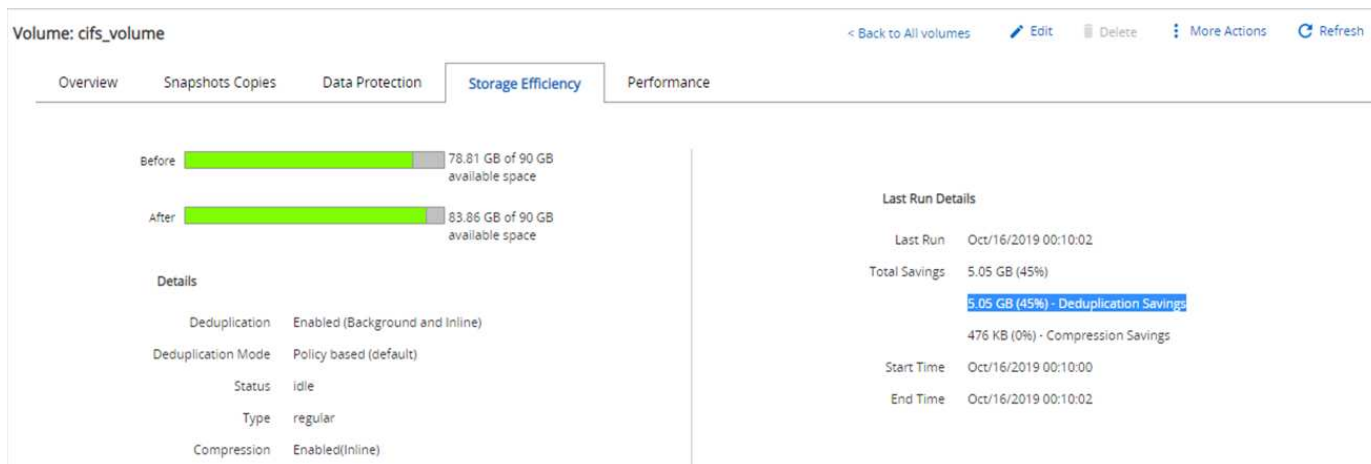 Volume: cifs_volume
< Back to All volumes Edit Delete More Actions Refresh
Overview Snapshots Copies Data Protection Storage Efficiency Performance
Before 78.81 GB of 90 GB
available space
After 83.86 GB of 90 GB
available space
Details
Deduplication Enabled (Background and Inline)
Deduplication Mode Policy based (default)
Status idle
Type regular
Compression Enabled(Inline)
Last Run Details
Last Run Oct/16/2019 00:10:02
Total Savings 5.05 GB (45%)
5.05 GB (45%) - Deduplication Savings
476 KB (0%) - Compression Savings
Start Time Oct/16/2019 00:10:00
End Time Oct/16/2019 00:10:02